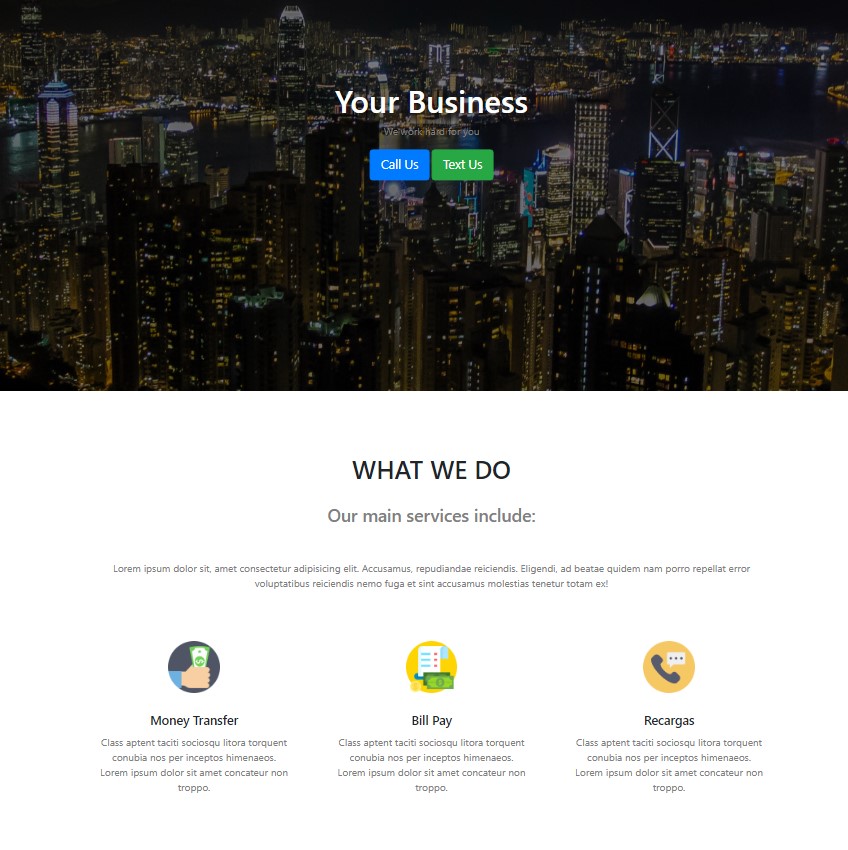 Your Business
We work hard for you
Call Us Text Us
WHAT WE DO
Our main services include:
Lorem ipsum dolor sit, amet consectetur adipisicing elit. Accusamus, repudiandae reiciendis. Eligendi, ad beatae quidem nam porro repellat error
voluptatibus reiciendis nemo fuga et sint accusamus molestias tenetur totam ex!
Money Transfer
Class aptent taciti sociosqu litora torquent
conubia nos per inceptos himenaeos.
Lorem ipsum dolor sit amet concateur non
troppo.
Bill Pay
Class aptent taciti sociosqu litora torquent
conubia nos per inceptos himenaeos.
Lorem ipsum dolor sit amet concateur non
troppo.
Recargas
Class aptent taciti sociosqu litora torquent
conubia nos per inceptos himenaeos.
Lorem ipsum dolor sit amet concateur non
troppo.